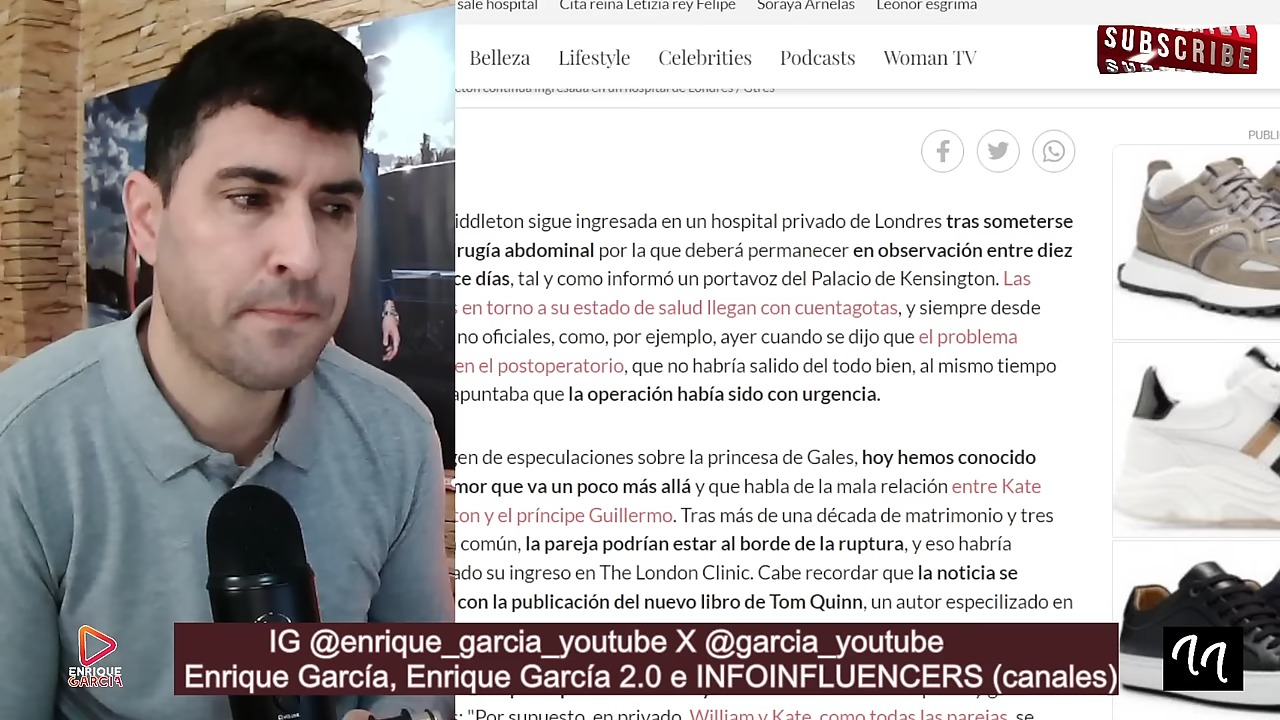 sale hospital Cita reina Letizia rey Felipe Soraya Arnelas Leonor esgrima
Belleza Lifestyle Celebrities Podcasts Woman TV
SUBSCRIBE
continúa ingresada en un hospital de Londres / Gtres
PUBLI
iddleton sigue ingresada en un hospital privado de Londres tras someterse
rugía abdominal por la que deberá permanecer en observación entre diez
ce días, tal y como informó un portavoz del Palacio de Kensington. Las
s en torno a su estado de salud llegan con cuentagotas, y siempre desde
no oficiales, como, por ejemplo, ayer cuando se dijo que el problema
en el postoperatorio, que no habría salido del todo bien, al mismo tiempo
apuntaba que la operación había sido con urgencia.
gen de especulaciones sobre la princesa de Gales, hoy hemos conocido
mor que va un poco más allá y que habla de la mala relación entre Kate
ton y el príncipe Guillermo. Tras más de una década de matrimonio y tres
común, la pareja podrían estar al borde de la ruptura, y eso habría
ado su ingreso en The London Clinic. Cabe recordar que la noticia se
con la publicación del nuevo libro de Tom Quinn, un autor especilizado en
IG @enrique_garcia_youtube X @garcia_youtube
Enrique García, Enrique García 2.0 e INFOINFLUENCERS (canales)
ENRIQUE
GARCÍA
s: "Por supuesto, en privado, William y Kate, como todas las parejas, se